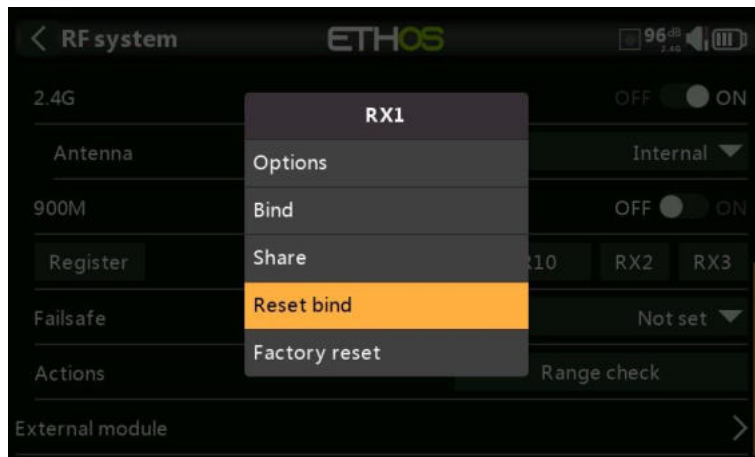 < RF system ETHOS 96dB 2.4G
2.4G OFF ON
RX1
Antenna Internal
Options
900M OFF ON
Bind
Register R10 RX2 RX3
Share
Failsafe Not set
Reset bind
Actions Range check
Factory reset
External module >